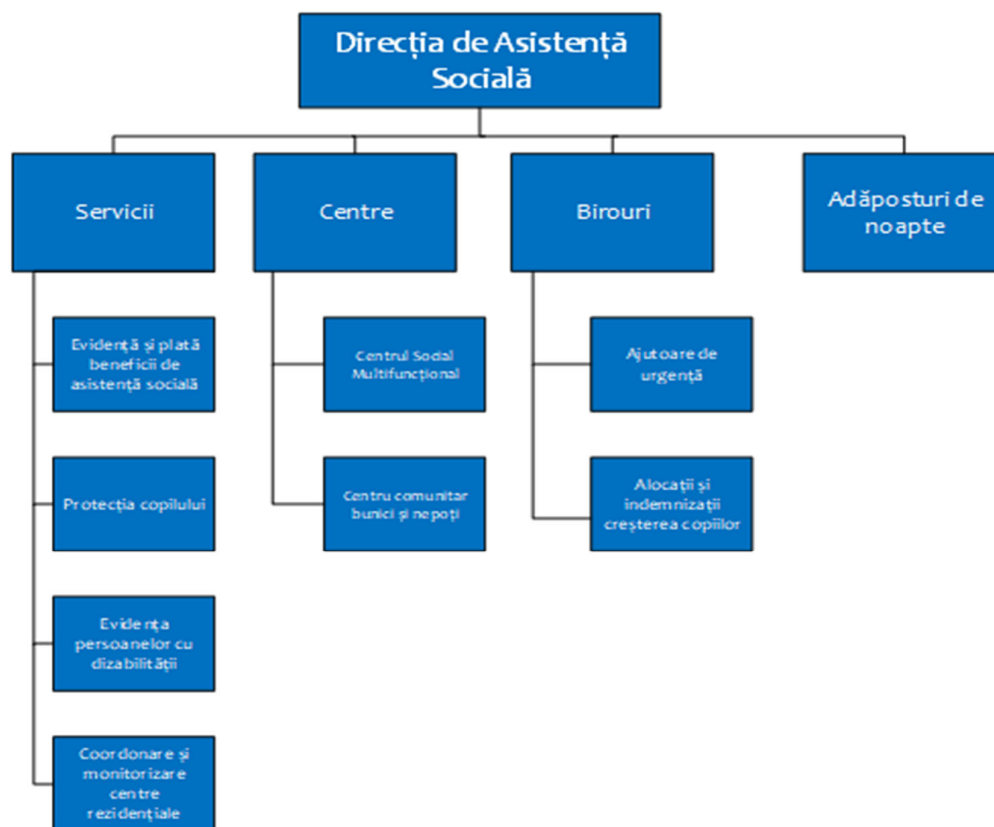 Direcția de Asistență
Socială
Servicii
Centre
Birouri
Adăposturi de
noapte
Evidență și plată
beneficii de
asistență socială
Centrul Social
Multifuncțional
Ajutoare de
urgență
Protecția copilului
Centru comunitar
bunici și nepoți
Alocații și
indemnizații
creșterea copiilor
Evidența
persoanelor cu
dizabilității
Coordonare și
monitorizare
centre
rezidențiale